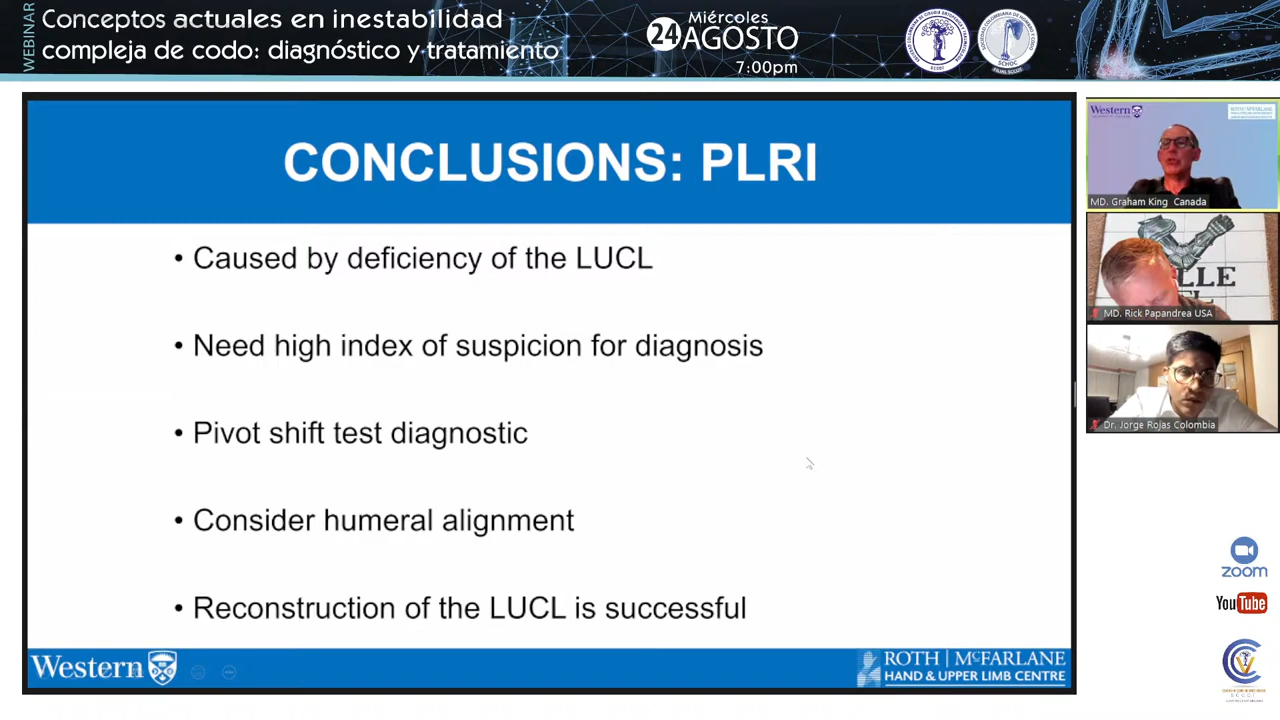 WEBINAR
Conceptos actuales en inestabilidad
compleja de codo: diagnóstico y tratamiento
Miércoles
24 AGOSTO
7:00pm
SCHOC
CONCLUSIONS: PLRI
• Caused by deficiency of the LUCL
• Need high index of suspicion for diagnosis
• Pivot shift test diagnostic
• Consider humeral alignment
• Reconstruction of the LUCL is successful
Western
ROTH | McFARLANE
HAND & UPPER LIMB CENTRE
Western
MD. Graham King Canada
MD. Rick Papandrea USA
Dr. Jorge Rojas Colombia
zoom
YouTube